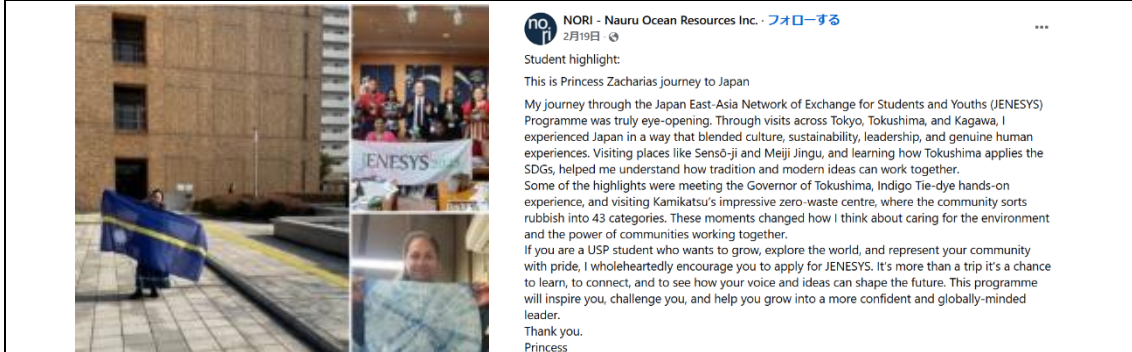 JENESYS
no.
ri
NORI - Nauru Ocean Resources Inc. · フォローする
2月19日 ·
Student highlight:
This is Princess Zacharias journey to Japan
My journey through the Japan East-Asia Network of Exchange for Students and Youths (JENESYS)
Programme was truly eye-opening. Through visits across Tokyo, Tokushima, and Kagawa, I
experienced Japan in a way that blended culture, sustainability, leadership, and genuine human
experiences. Visiting places like Sensō-ji and Meiji Jingu, and learning how Tokushima applies the
SDGs, helped me understand how tradition and modern ideas can work together.
Some of the highlights were meeting the Governor of Tokushima, Indigo Tie-dye hands-on
experience, and visiting Kamikatsu's impressive zero-waste centre, where the community sorts
rubbish into 43 categories. These moments changed how I think about caring for the environment
and the power of communities working together.
If you are a USP student who wants to grow, explore the world, and represent your community
with pride, I wholeheartedly encourage you to apply for JENESYS. It's more than a trip it's a chance
to learn, to connect, and to see how your voice and ideas can shape the future. This programme
will inspire you, challenge you, and help you grow into a more confident and globally-minded
leader.
Thank you.
Princess